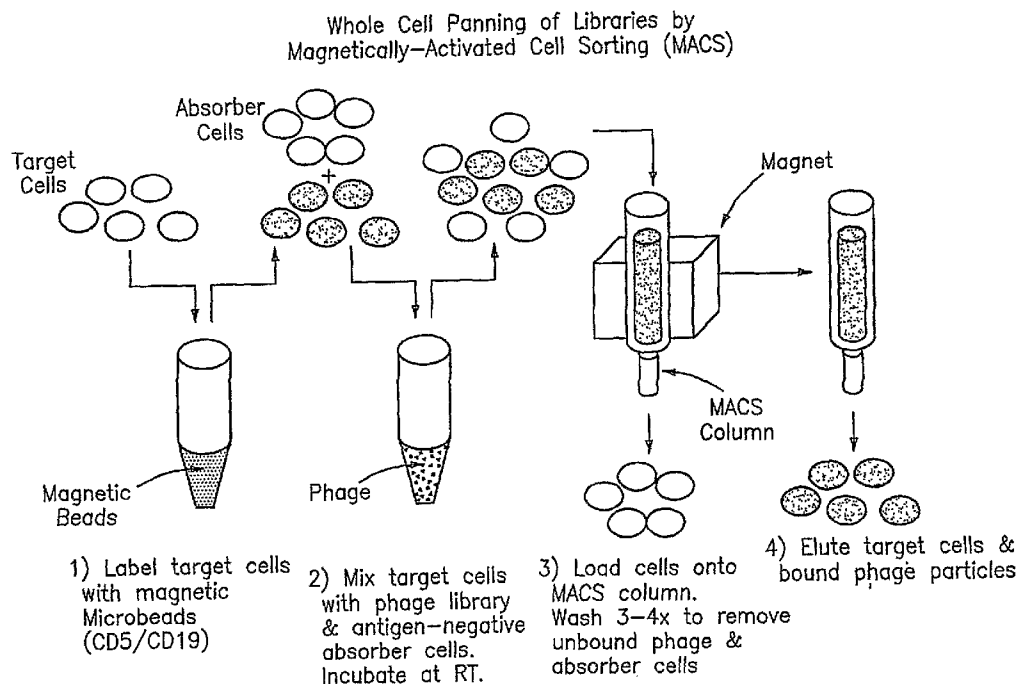 Whole Cell Panning of Libraries by
Magnetically-Activated Cell Sorting (MACS)
Absorber
Cells
Target
Cells
+
Magnet
MACS
Column
Magnetic
Beads
Phage
1) Label target cells
with magnetic
Microbeads
(CD5/CD19)
2) Mix target cells
with phage library
& antigen-negative
absorber cells.
Incubate at RT.
3) Load cells onto
MACS column.
Wash 3-4x to remove
unbound phage &
absorber cells
4) Elute target cells &
bound phage particles